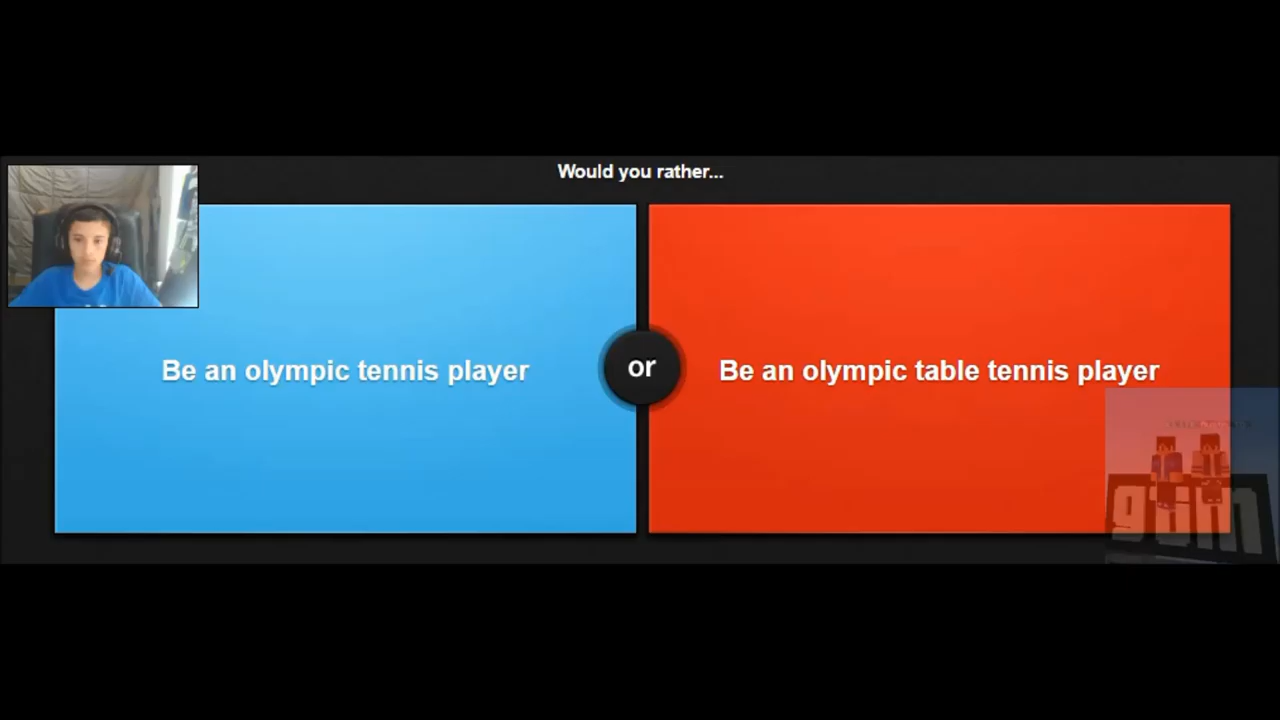 Would you rather...
Be an olympic tennis player
or
Be an olympic table tennis player